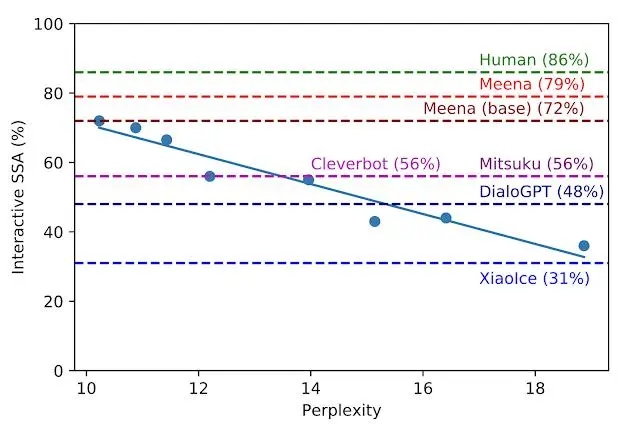 100
Human (86%)
Meena (79%)
80
Meena (base) (72%)
60
Cleverbot (56%) Mitsuku (56%)
DialoGPT (48%)
40
XiaoIce (31%)
20
0
10 12 14 16 18
Perplexity
Interactive SSA (%)